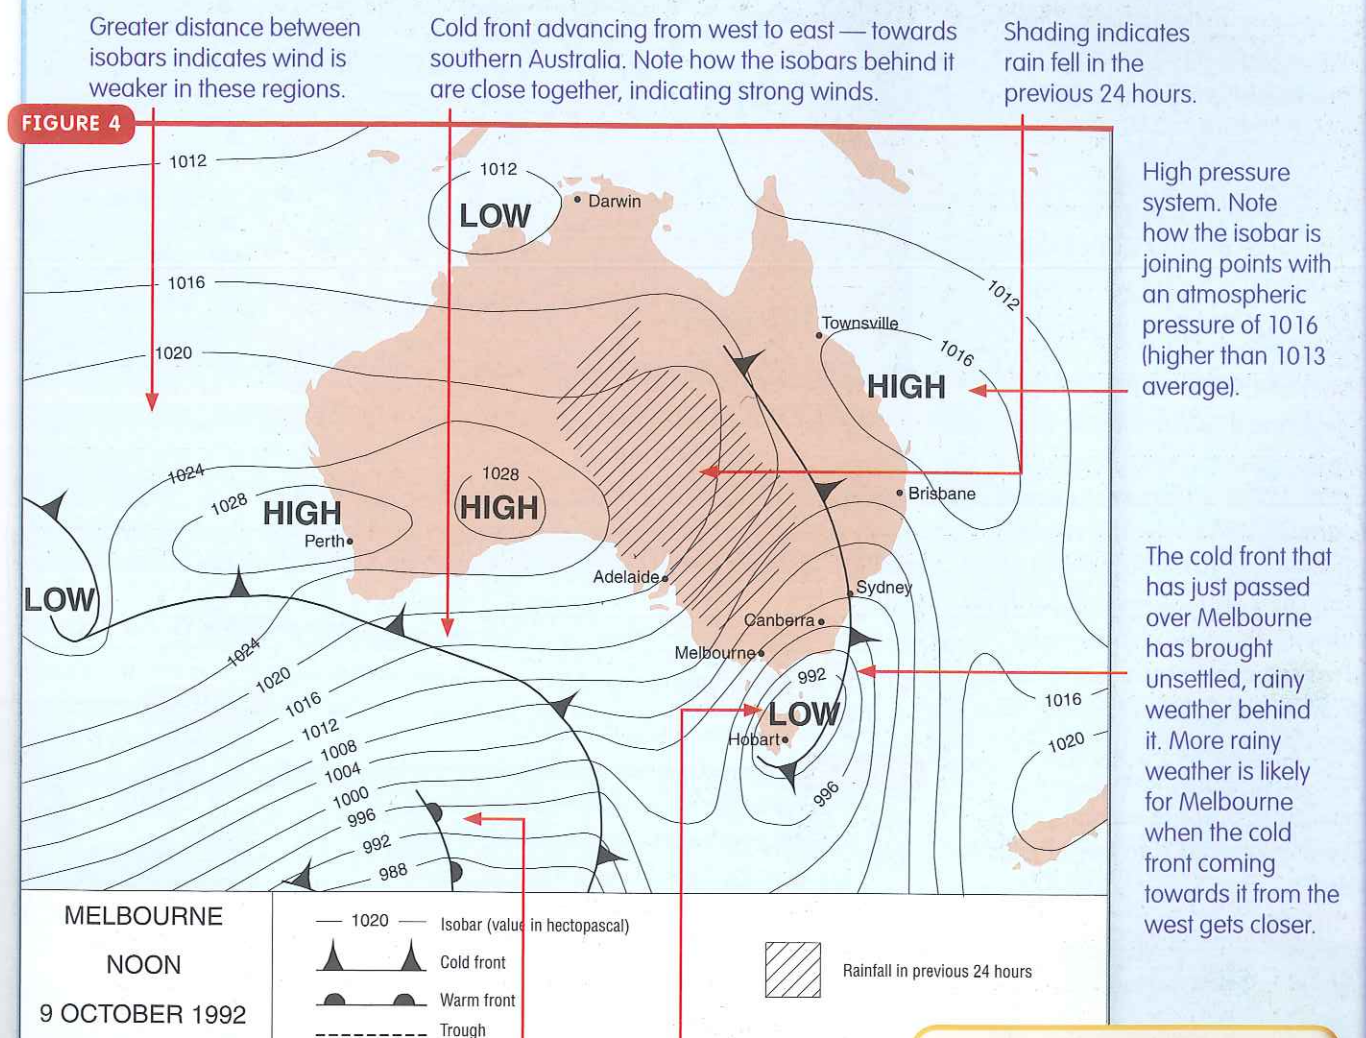 Greater distance between
isobars indicates wind is
weaker in these regions.
Cold front advancing from west to east — towards
southern Australia. Note how the isobars behind it
are close together, indicating strong winds.
Shading indicates
rain fell in the
previous 24 hours.
FIGURE 4
High pressure
system. Note
how the isobar is
joining points with
an atmospheric
pressure of 1016
(higher than 1013
average).
The cold front that
has just passed
over Melbourne
has brought
unsettled, rainy
weather behind
it. More rainy
weather is likely
for Melbourne
when the cold
front coming
towards it from the
west gets closer.
1012
1012
LOW
Darwin
1016
1012
Townsville
1020
1016
HIGH
1024
1028
HIGH
1028
HIGH
Perth
Brisbane
LOW
Adelaide
Sydney
Canberra
Melbourne
1024
992
1020
LOW
1016
1016
Hobart
1012
1020
1008
1004
1000
996
996
992
988
MELBOURNE
NOON
9 OCTOBER 1992
1020
Isobar (value in hectopascal)
Cold front
Warm front
Trough
Rainfall in previous 24 hours